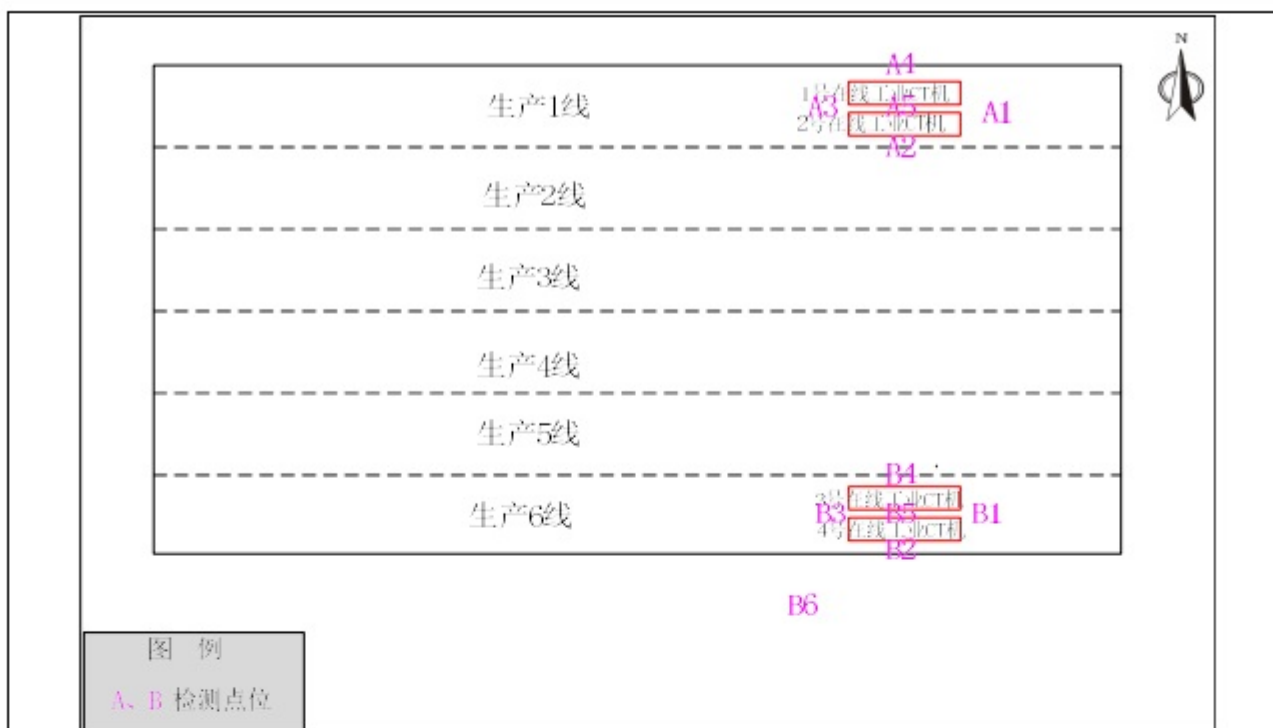 N
A4
生产1线
1号在线工业CT机
A3
A5
A1
2号在线工业CT机
A2
生产2线
生产3线
生产4线
生产5线
B4
生产6线
3号在线工业CT机
B3
B5
B1
4号在线工业CT机
B2
B6
图 例
A、B 检测点位